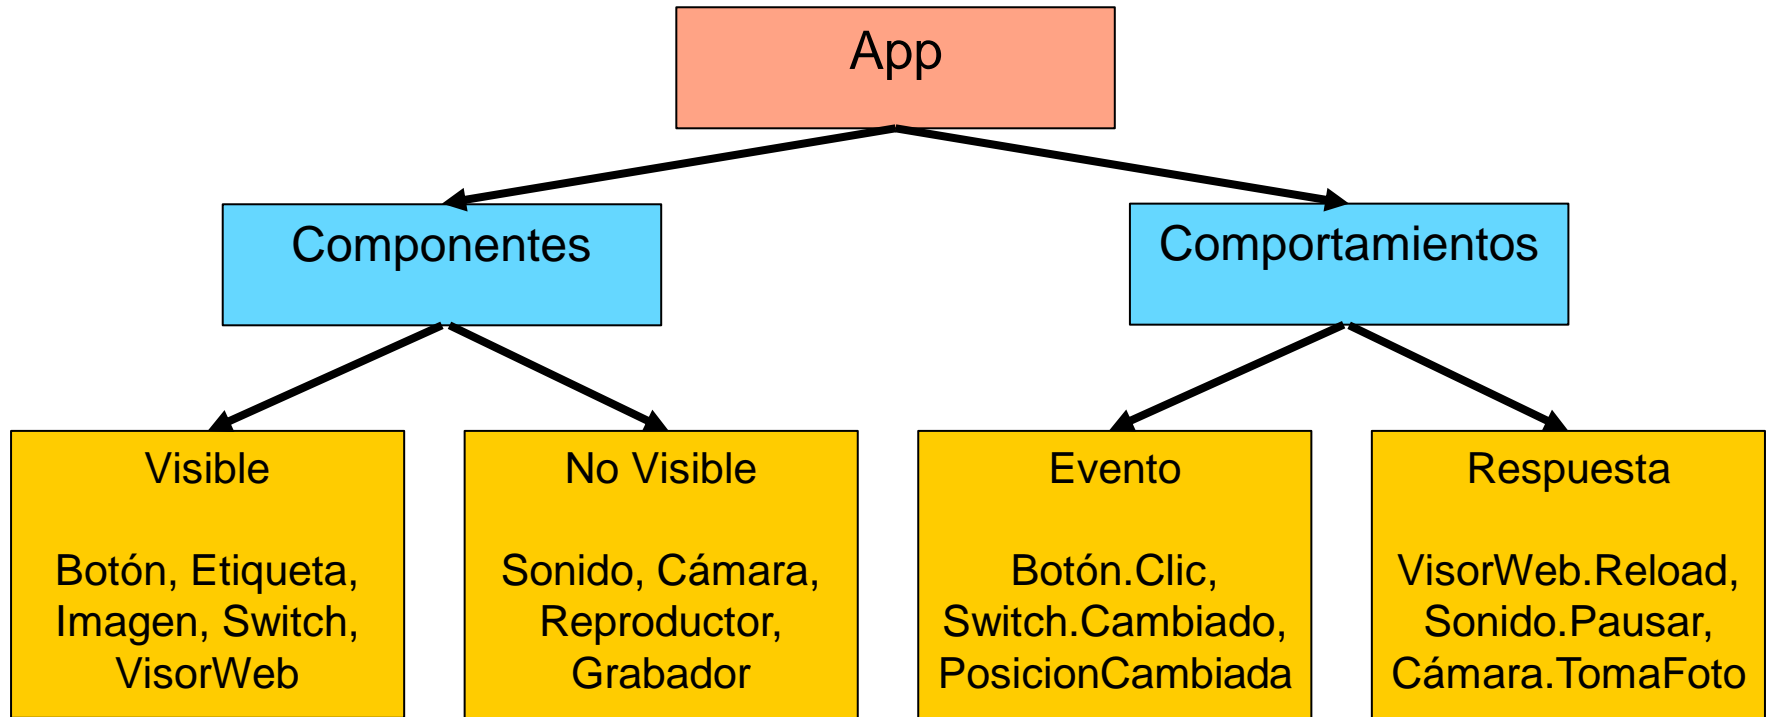 App
Componentes
Comportamientos
Visible
Botón, Etiqueta,
Imagen, Switch,
VisorWeb
No Visible
Sonido, Cámara,
Reproductor,
Grabador
Evento
Botón.Clic,
Switch.Cambiado,
PosicionCambiada
Respuesta
VisorWeb.Reload,
Sonido.Pausar,
Cámara.TomaFoto